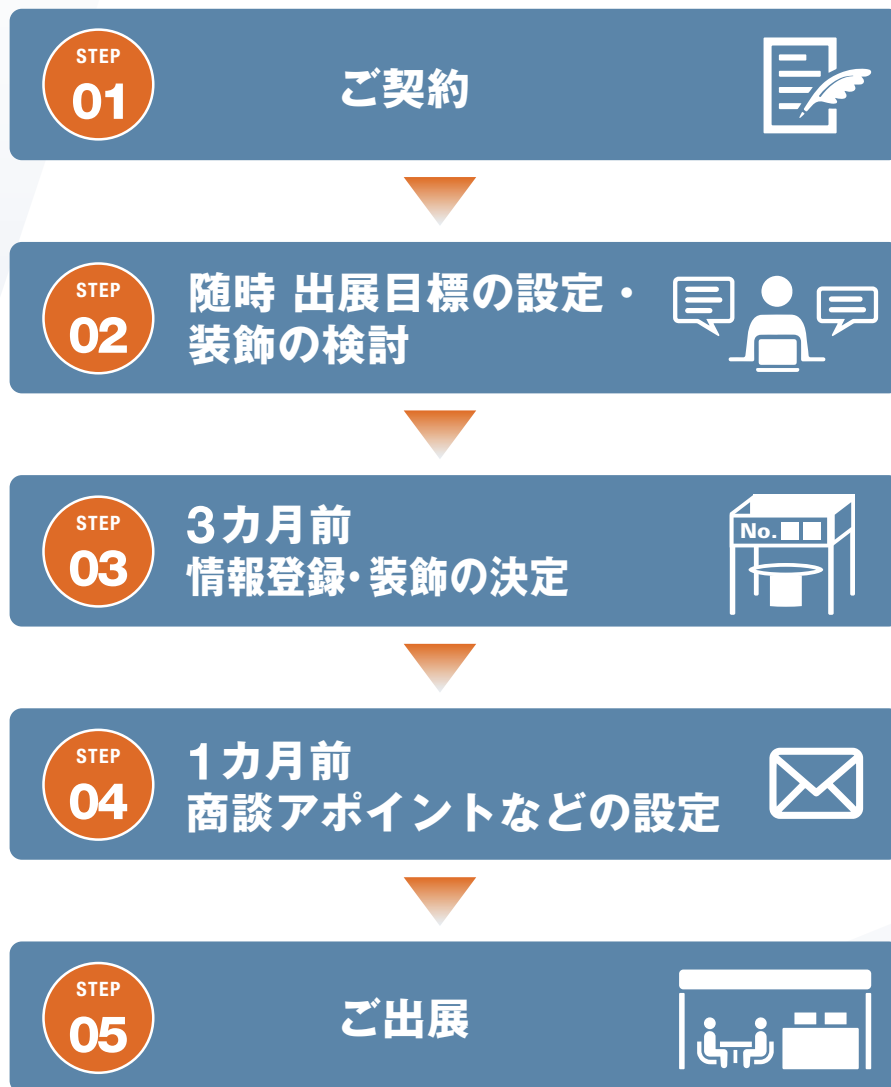 STEP
01
ご契約
STEP
02
随時 出展目標の設定・
装飾の検討
STEP
03
3カ月前
情報登録・装飾の決定
No.
STEP
04
1カ月前
商談アポイントなどの設定
STEP
05
ご出展